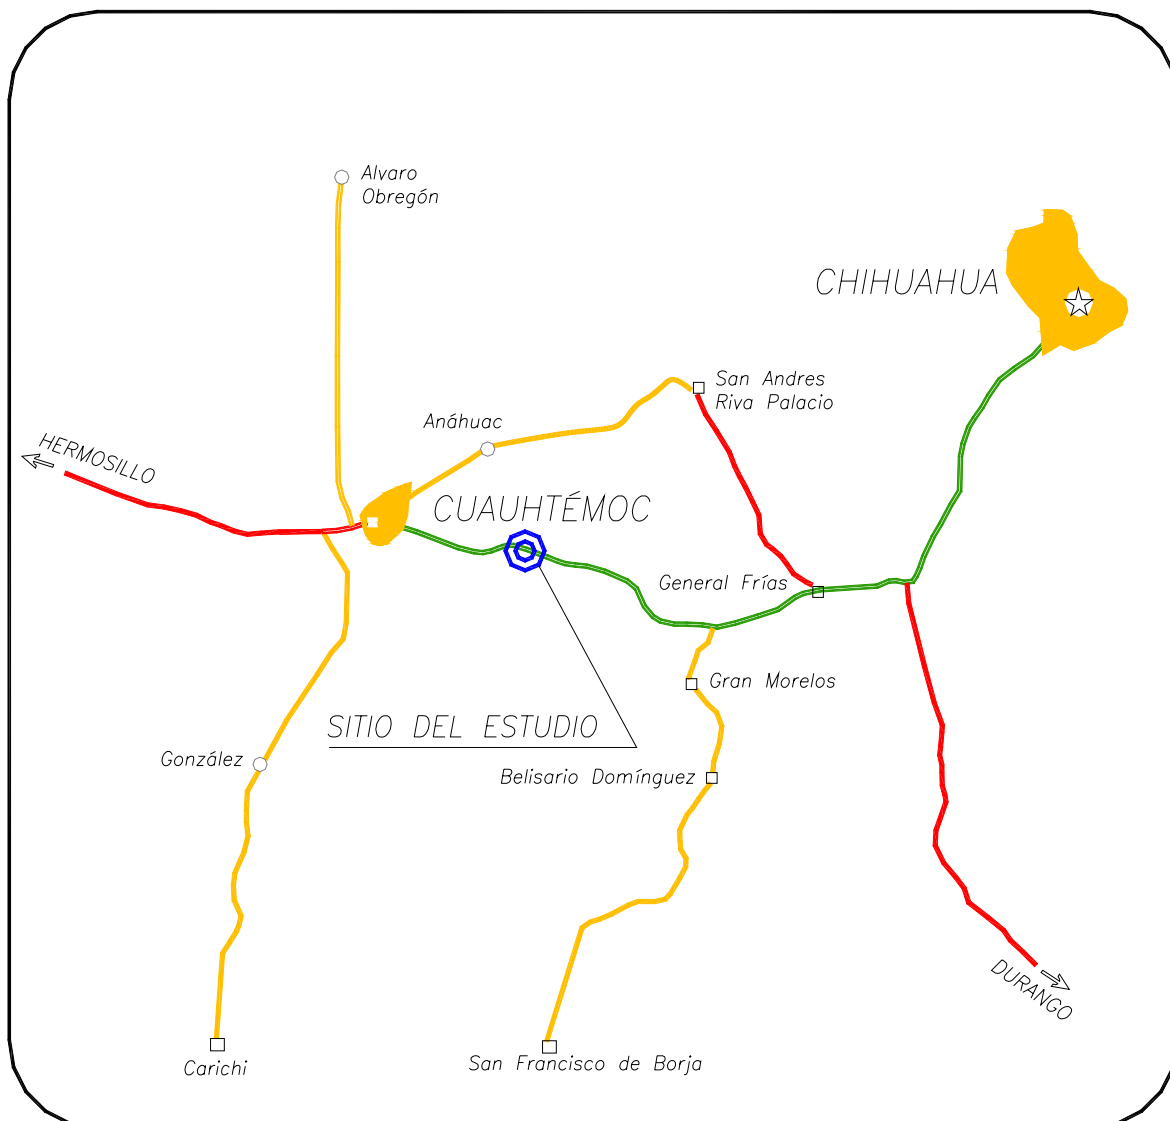 Alvaro
Obregón
CHIHUAHUA
San Andres
Riva Palacio
Anáhuac
HERMOSILLO
CUAUHTÉMOC
General Frías
Gran Morelos
SITIO DEL ESTUDIO
González
Belisario Domínguez
DURANGO
San Francisco de Borja
Carichi